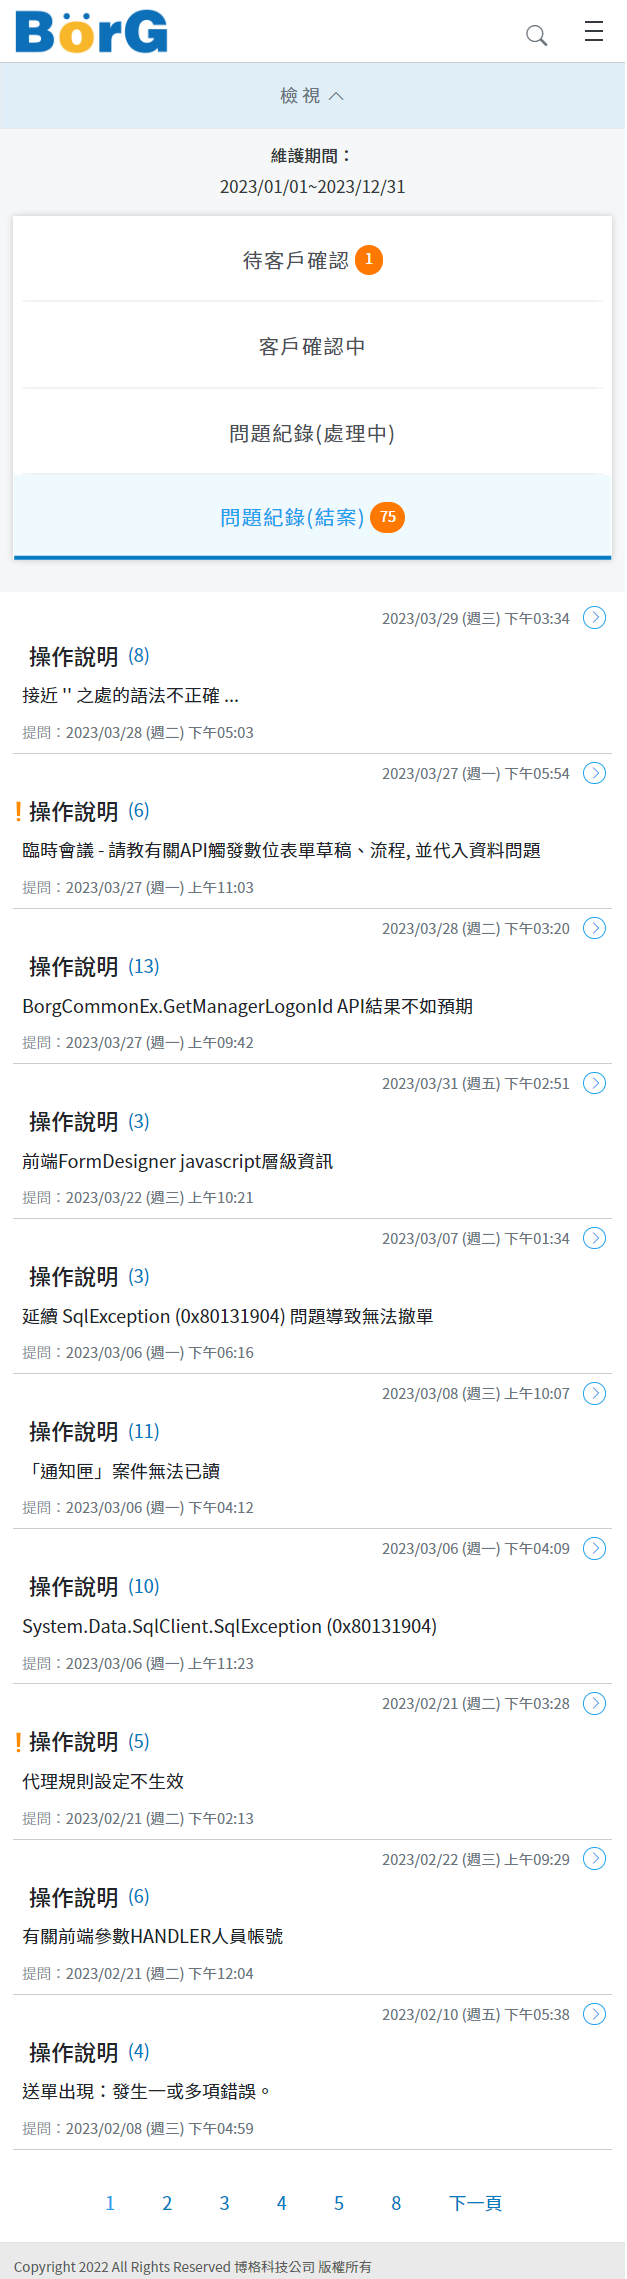 BörG
檢視
維護期間：
2023/01/01~2023/12/31
待客戶確認 1
客戶確認中
問題紀錄(處理中)
問題紀錄(結案) 75
2023/03/29 (週三) 下午03:34
操作說明 (8)
接近 '' 之處的語法不正確 ...
提問：2023/03/28 (週二) 下午05:03
2023/03/27 (週一) 下午05:54
! 操作說明 (6)
臨時會議 - 請教有關API觸發數位表單草稿、流程, 並代入資料問題
提問：2023/03/27 (週一) 上午11:03
2023/03/28 (週二) 下午03:20
操作說明 (13)
BorgCommonEx.GetManagerLogonId API結果不如預期
提問：2023/03/27 (週一) 上午09:42
2023/03/31 (週五) 下午02:51
操作說明 (3)
前端FormDesigner javascript層級資訊
提問：2023/03/22 (週三) 上午10:21
2023/03/07 (週二) 下午01:34
操作說明 (3)
延續 SqlException (0x80131904) 問題導致無法撤單
提問：2023/03/06 (週一) 下午06:16
2023/03/08 (週三) 上午10:07
操作說明 (11)
「通知匣」案件無法已讀
提問：2023/03/06 (週一) 下午04:12
2023/03/06 (週一) 下午04:09
操作說明 (10)
System.Data.SqlClient.SqlException (0x80131904)
提問：2023/03/06 (週一) 上午11:23
2023/02/21 (週二) 下午03:28
! 操作說明 (5)
代理規則設定不生效
提問：2023/02/21 (週二) 下午02:13
2023/02/22 (週三) 上午09:29
操作說明 (6)
有關前端參數HANDLER人員帳號
提問：2023/02/21 (週二) 下午12:04
2023/02/10 (週五) 下午05:38
操作說明 (4)
送單出現：發生一或多項錯誤。
提問：2023/02/08 (週三) 下午04:59
1 2 3 4 5 8 下一頁
Copyright 2022 All Rights Reserved 博格科技公司 版權所有